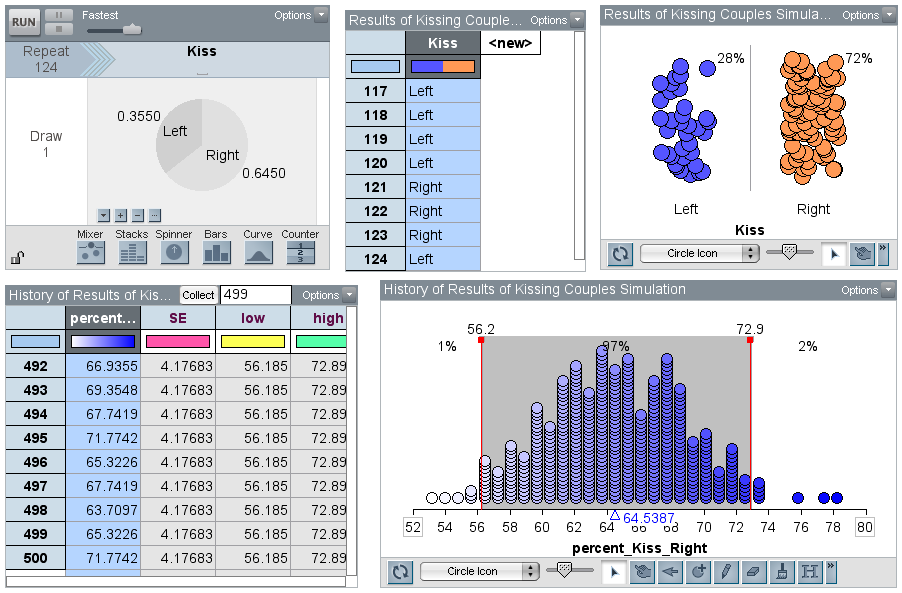 RUN
Fastest
Options
Repeat
124
Kiss
Draw
1
0.3550
Left
Right
0.6450
Mixer Stacks Spinner Bars Curve Counter
1
2
3
Results of Kissing Couple... Options
Kiss <new>
117 Left
118 Left
119 Left
120 Left
121 Right
122 Right
123 Right
124 Left
Results of Kissing Couples Simula... Options
28% 72%
Left Right
Kiss
Circle Icon
History of Results of Kis... Collect 499 Options
percent... SE low high
492 66.9355 4.17683 56.185 72.89
493 69.3548 4.17683 56.185 72.89
494 67.7419 4.17683 56.185 72.89
495 71.7742 4.17683 56.185 72.89
496 65.3226 4.17683 56.185 72.89
497 67.7419 4.17683 56.185 72.89
498 63.7097 4.17683 56.185 72.89
499 65.3226 4.17683 56.185 72.89
500 71.7742 4.17683 56.185 72.89
History of Results of Kissing Couples Simulation
Options
56.2 72.9
1% 97% 2%
52 54 56 58 60 62 64 66 68 70 72 74 76 78 80
64.5387
percent_Kiss_Right
Circle Icon